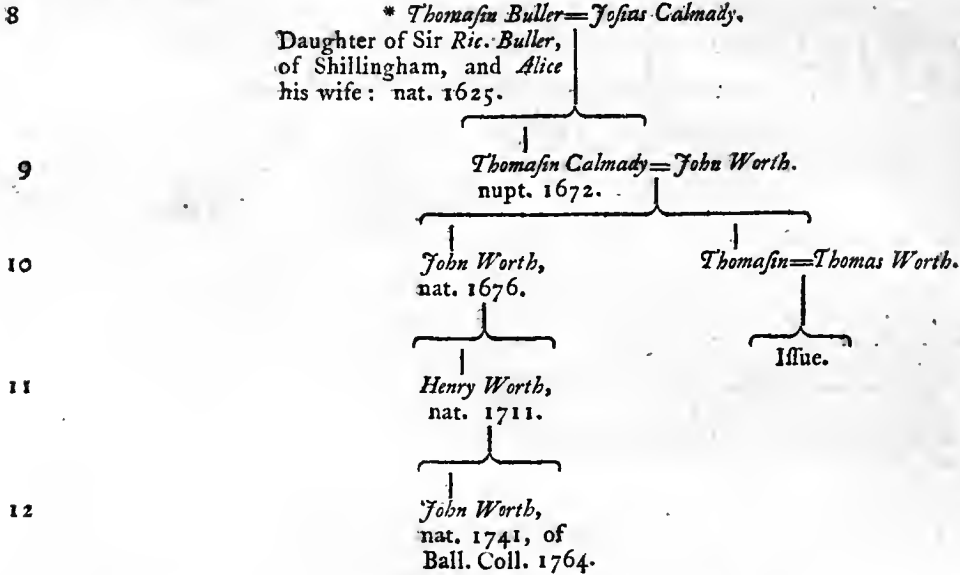 8 * Thomaſin Buller=Joſias Calmady.
Daughter of Sir Ric. Buller,
of Shillingham, and Alice
his wife: nat. 1625.
9 Thomaſin Calmady=John Worth.
nupt. 1672.
10 John Worth, Thomaſin=Thomas Worth.
nat. 1676.
Iſſue.
11 Henry Worth,
nat. 1711.
12 John Worth,
nat. 1741, of
Ball. Coll. 1764.